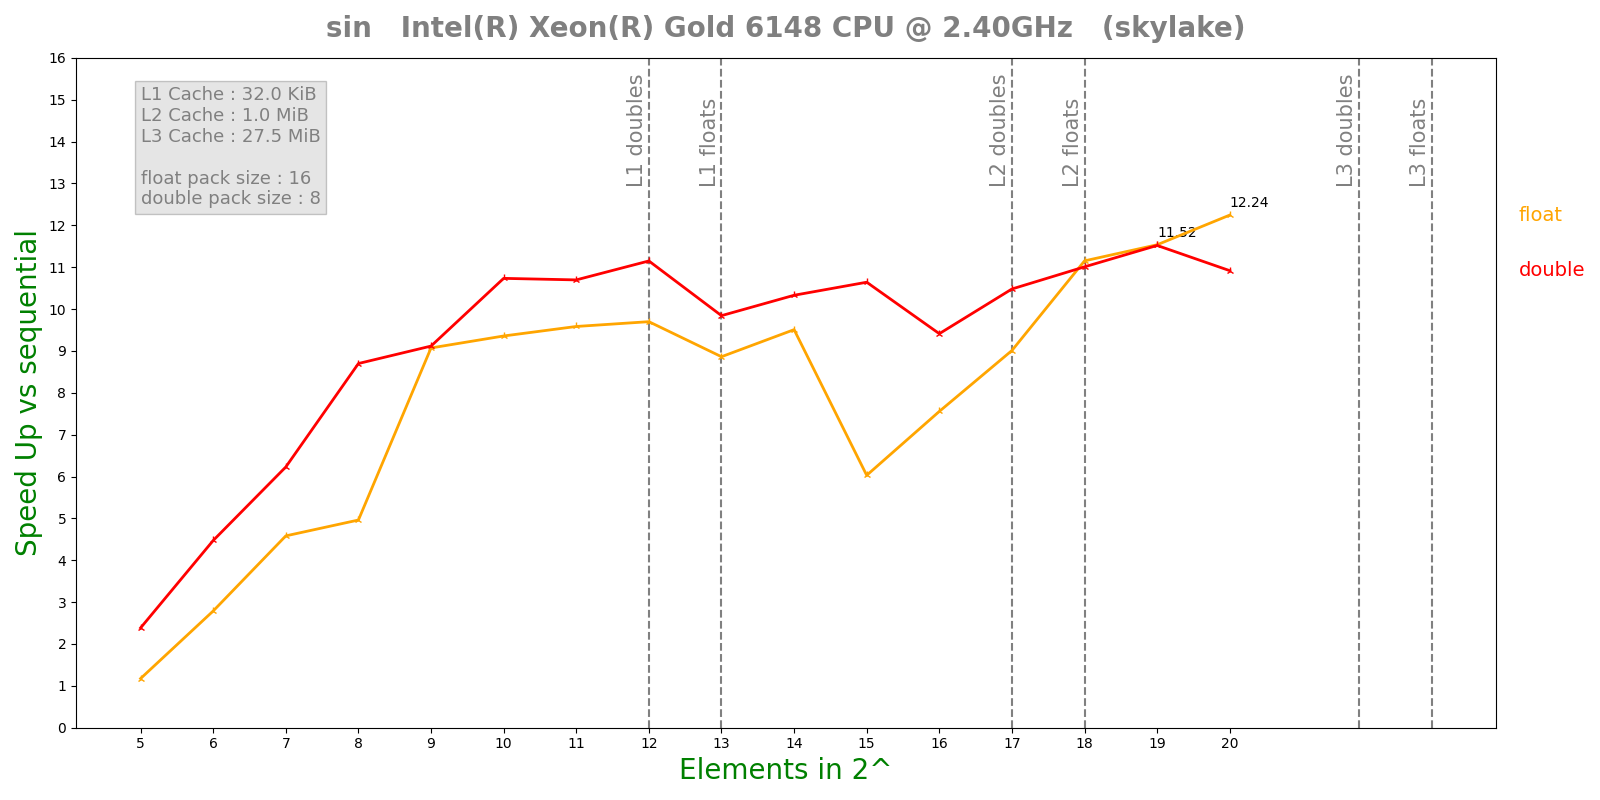 sin   Intel(R) Xeon(R) Gold 6148 CPU @ 2.40GHz   (skylake)
16
15
14
13
12
11
10
9
8
7
6
5
4
3
2
1
0
Speed Up vs sequential
L1 Cache : 32.0 KiB
L2 Cache : 1.0 MiB
L3 Cache : 27.5 MiB
float pack size : 16
double pack size : 8
L1 doubles
L1 floats
L2 doubles
L2 floats
L3 doubles
L3 floats
12.24
11.52
float
double
5 6 7 8 9 10 11 12 13 14 15 16 17 18 19 20
Elements in 2^